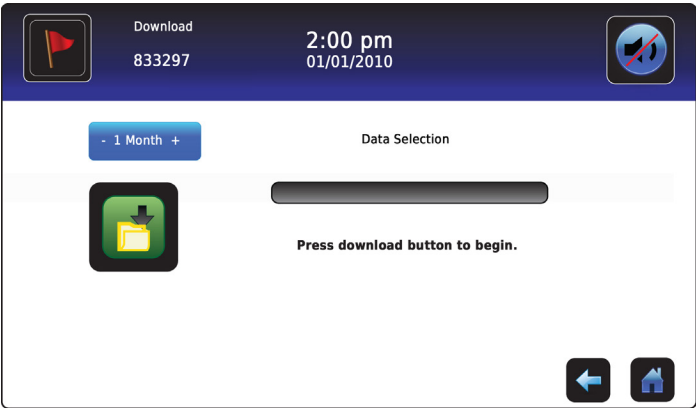 Download
833297
2:00 pm
01/01/2010
- 1 Month +
Data Selection
Press download button to begin.